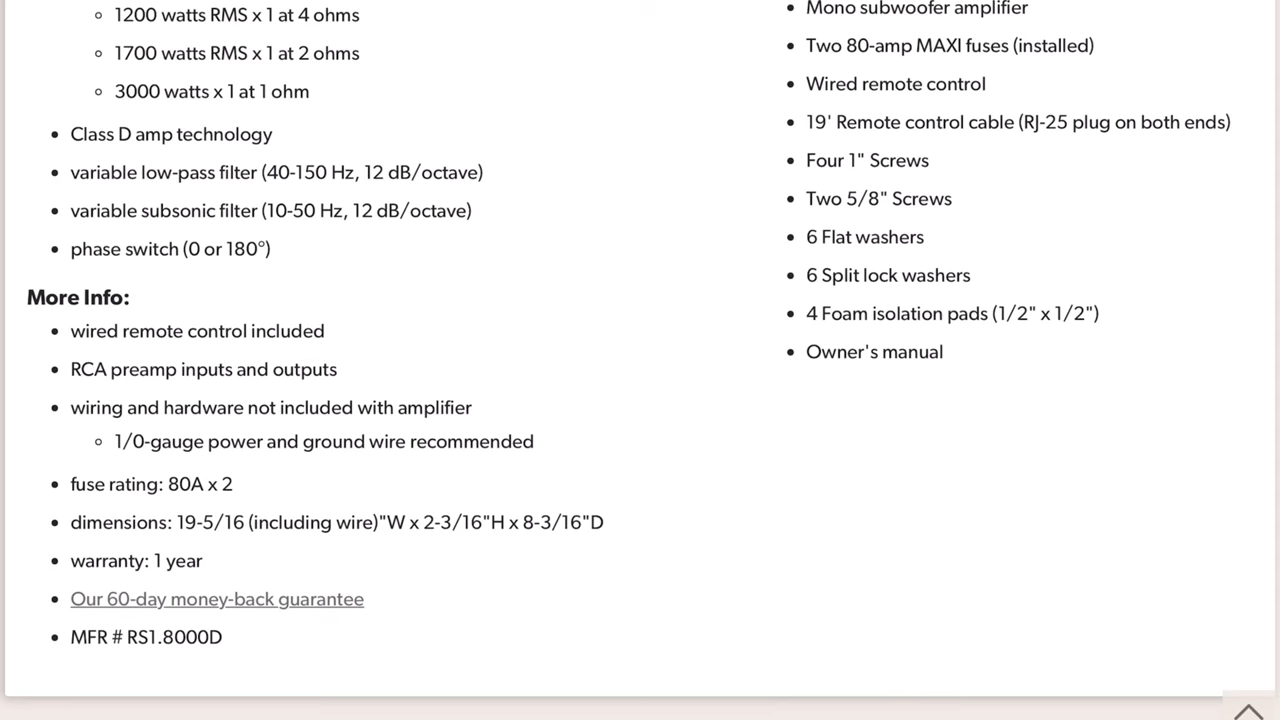 1200 watts RMS x 1 at 4 ohms
1700 watts RMS x 1 at 2 ohms
3000 watts x 1 at 1 ohm
Class D amp technology
variable low-pass filter (40-150 Hz, 12 dB/octave)
variable subsonic filter (10-50 Hz, 12 dB/octave)
phase switch (0 or 180°)
More Info:
wired remote control included
RCA preamp inputs and outputs
wiring and hardware not included with amplifier
1/0-gauge power and ground wire recommended
fuse rating: 80A x 2
dimensions: 19-5/16 (including wire)"W x 2-3/16"H x 8-3/16"D
warranty: 1 year
Our 60-day money-back guarantee
MFR # RS1.8000D
Mono subwoofer amplifier
Two 80-amp MAXI fuses (installed)
Wired remote control
19' Remote control cable (RJ-25 plug on both ends)
Four 1" Screws
Two 5/8" Screws
6 Flat washers
6 Split lock washers
4 Foam isolation pads (1/2" x 1/2")
Owner's manual